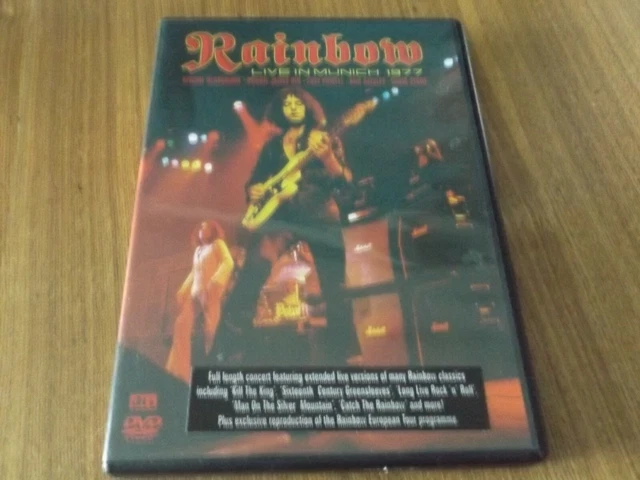 Rainbow
LIVE IN MUNICH 1977
Full length concert featuring extended live versions of many Rainbow classics
including 'Kill The King', 'Sixteenth Century Greensleeves', 'Long Live Rock 'n' Roll'
'Man On The Silver Mountain', 'Catch The Rainbow' and more!
Plus exclusive reproduction of the Rainbow European Tour programme.
DVD